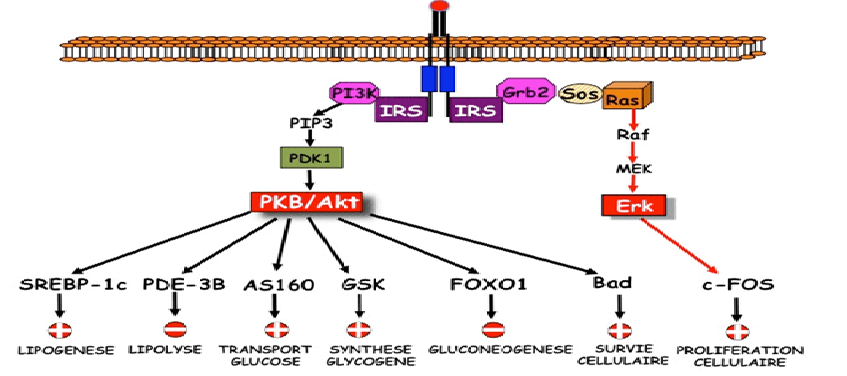 PI3K
IRS
IRS
Grb2
Sos
Ras
PIP3
Raf
PDK1
MEK
PKB/Akt
Erk
SREBP-1c PDE-3B AS160 GSK FOXO1 Bad c-FOS
+ - + + - + +
LIPOGENESE LIPOLYSE TRANSPORT GLUCOSE SYNTHESE GLYCOGENE GLUCONEOGENESE SURVIE CELLULAIRE PROLIFERATION CELLULAIRE